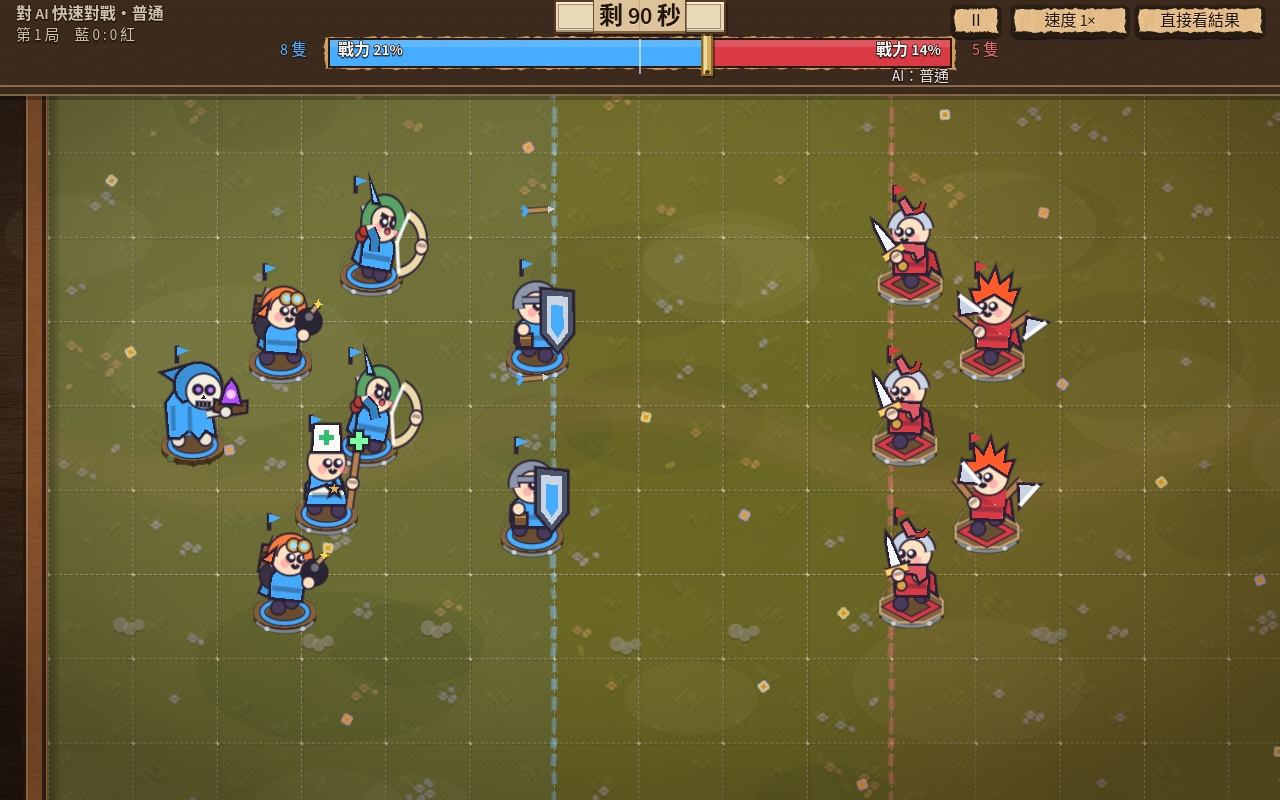 對 AI 快速對戰・普通
第 1 局 藍 0 : 0 紅
剩 90 秒
II
速度 1×
直接看結果
8 隻
戰力 21%
戰力 14%
5 隻
AI：普通